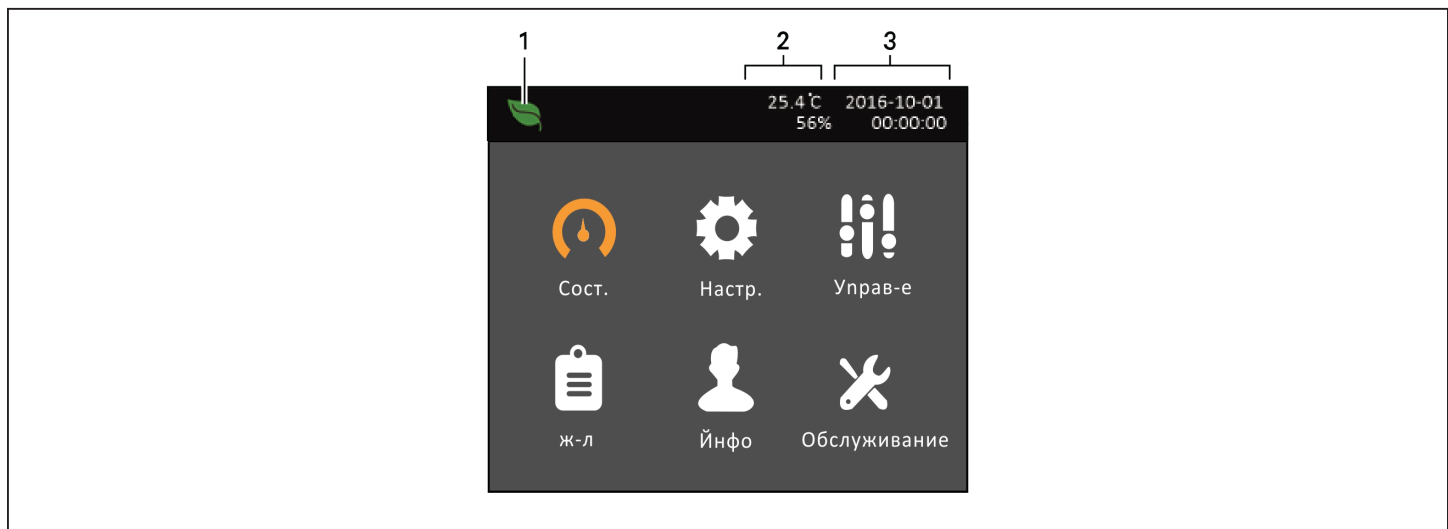 1 2 3
25.4℃ 2016-10-01
56% 00:00:00
Сост. Настр. Управ-е
ж-л Йнфо Обслуживание